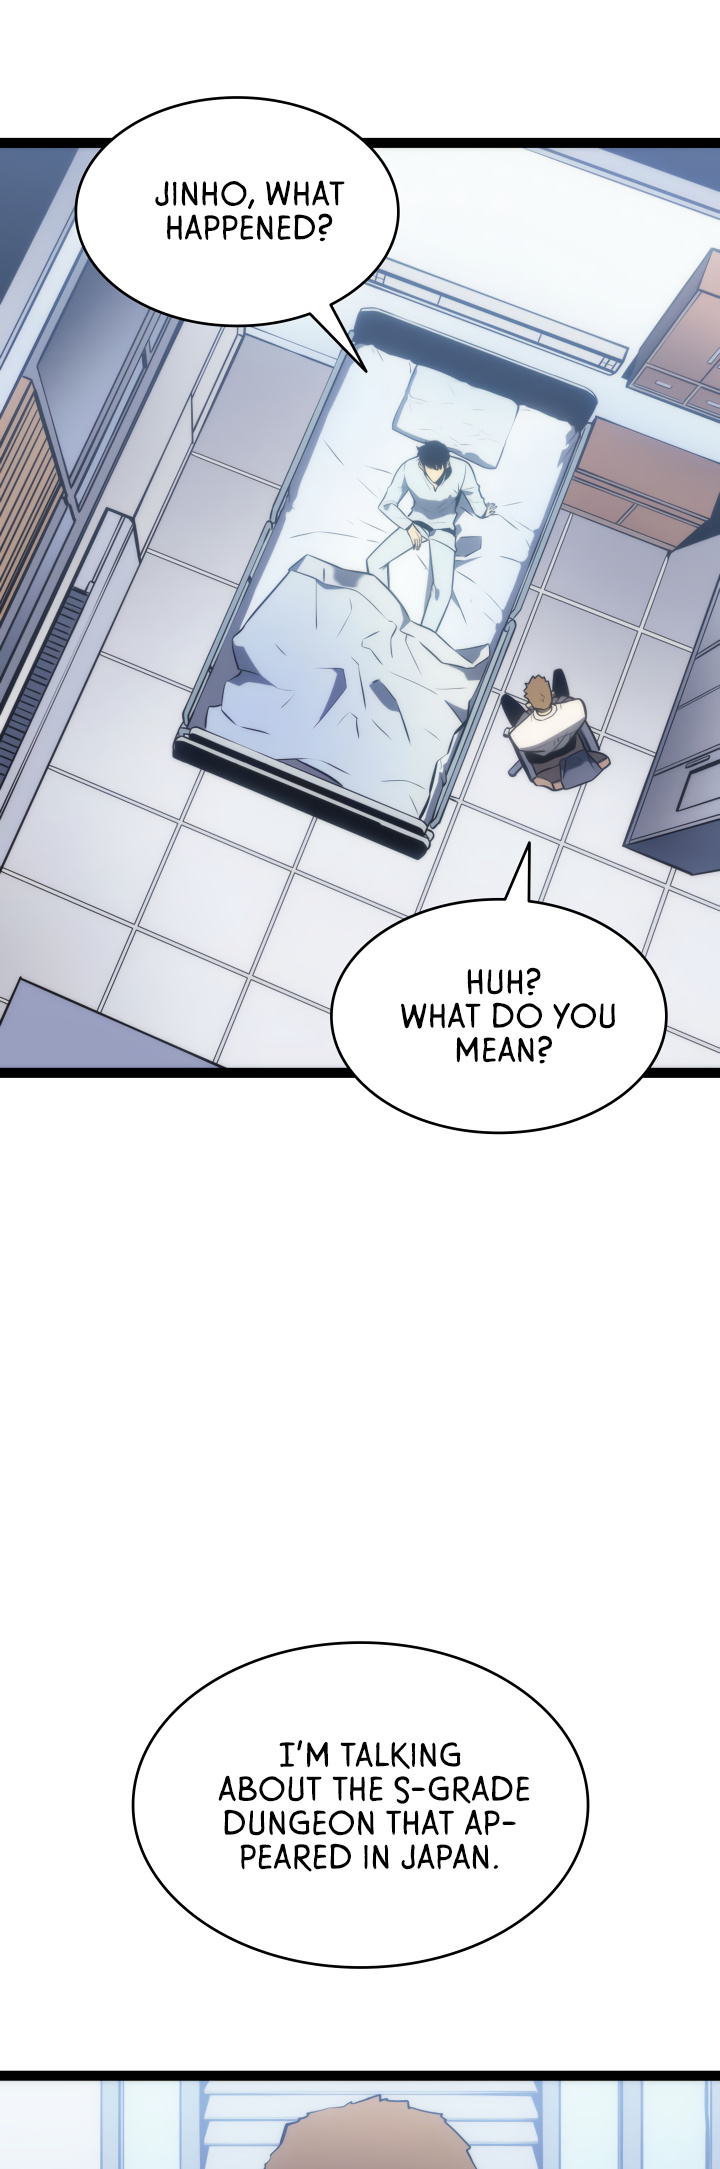 JINHO, WHAT
HAPPENED?
HUH?
WHAT DO YOU
MEAN?
I'M TALKING
ABOUT THE S-GRADE
DUNGEON THAT AP-
PEARED IN JAPAN.